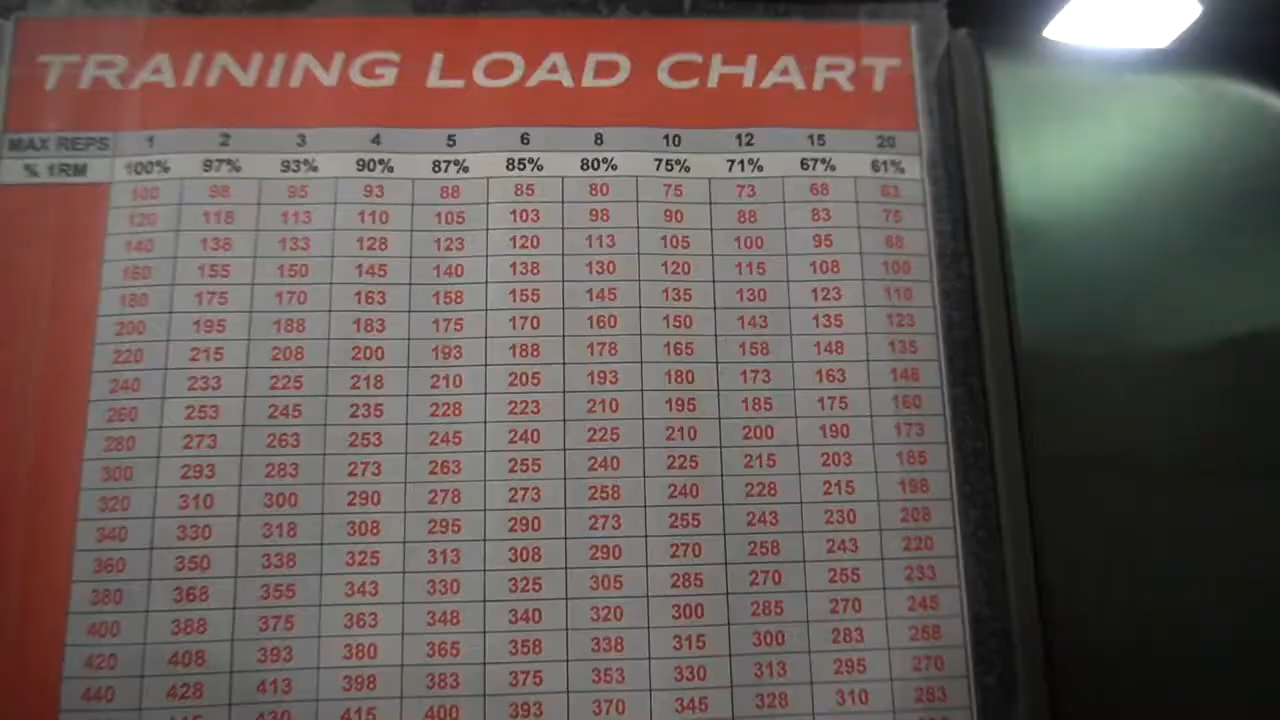 TRAINING LOAD CHART
MAX REPS 1 2 3 4 5 6 8 10 12 15 20
% 1RM 100% 97% 93% 90% 87% 85% 80% 75% 71% 67% 61%
100 98 95 93 88 85 80 75 73 68 63
120 118 113 110 105 103 98 90 88 83 75
140 138 133 128 123 120 113 105 100 95 88
160 155 150 145 140 138 130 120 115 108 100
180 175 170 163 158 155 145 135 130 123 110
200 195 188 183 175 170 160 150 143 135 123
220 215 208 200 193 188 178 165 158 148 135
240 233 225 218 210 205 193 180 173 163 148
260 253 245 235 228 223 210 195 185 175 160
280 273 263 253 245 240 225 210 200 190 173
300 293 283 273 263 255 240 225 215 203 185
320 310 300 290 278 273 258 240 228 215 198
340 330 318 308 295 290 273 255 243 230 208
360 350 338 325 313 308 290 270 258 243 220
380 368 355 343 330 325 305 285 270 255 233
400 388 375 363 348 340 320 300 285 270 245
420 408 393 380 365 358 338 315 300 283 258
440 428 413 398 383 375 353 330 313 295 270
430 415 400 393 370 345 328 310 283